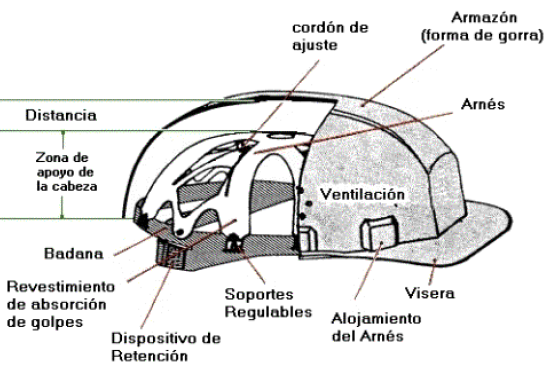 cordón de
ajuste
Armazón
(forma de gorra)
Distancia
Arnés
Zona de
apoyo de
la cabeza
Ventilación
Badana
Revestimiento
de absorción
de golpes
Soportes
Regulables
Visera
Alojamiento
del Arnés
Dispositivo de
Retención